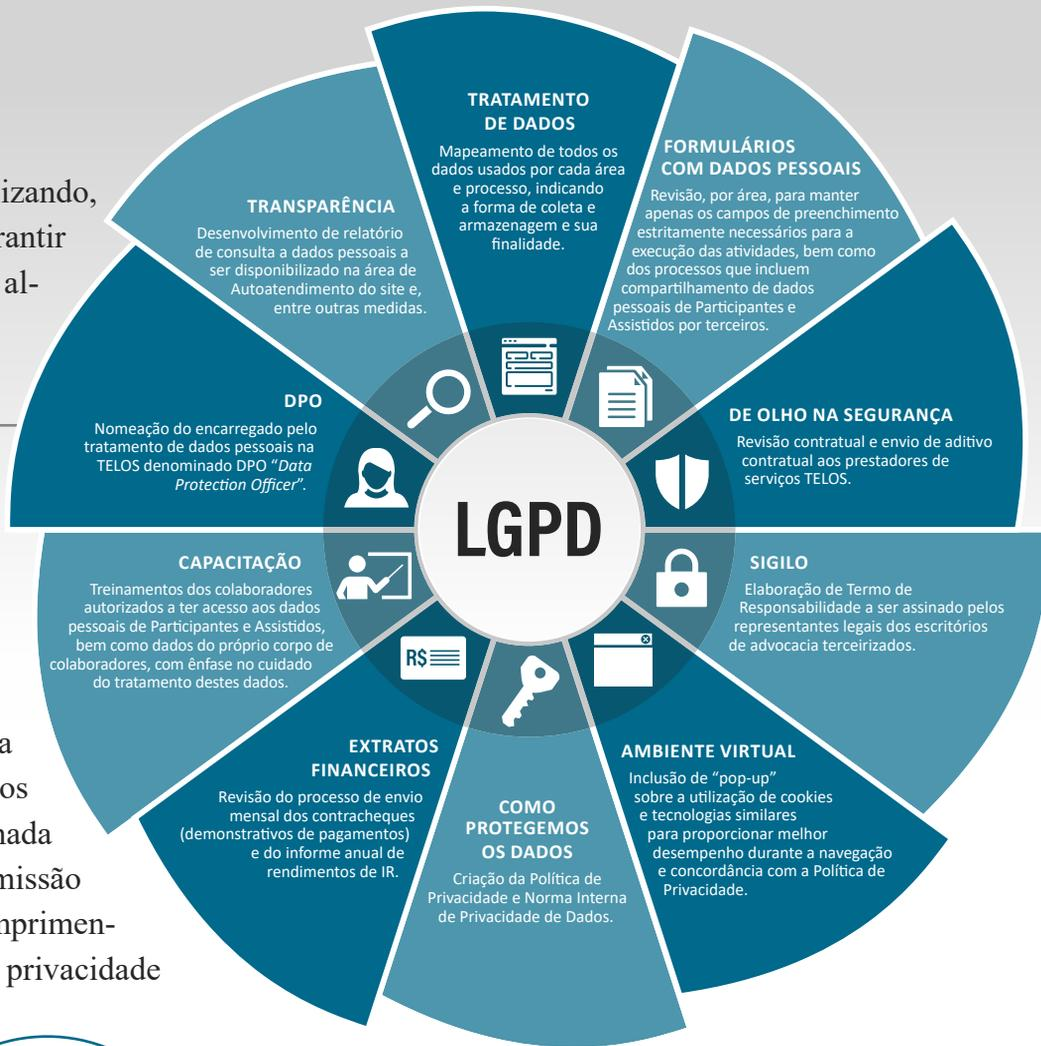 izando,
rantir
al-
a
os
nada
missão
nprimen-
privacidade
TRATAMENTO
DE DADOS
Mapeamento de todos os
dados usados por cada área
e processo, indicando
a forma de coleta e
armazenagem e sua
finalidade.
FORMULÁRIOS
COM DADOS PESSOAIS
Revisão, por área, para manter
apenas os campos de preenchimento
estritamente necessários para a
execução das atividades, bem como
dos processos que incluem
compartilhamento de dados
pessoais de Participantes e
Assistidos por terceiros.
DE OLHO NA SEGURANÇA
Revisão contratual e envio de aditivo
contratual aos prestadores de
serviços TELOS.
SIGILO
Elaboração de Termo de
Responsabilidade a ser assinado pelos
representantes legais dos escritórios
de advocacia terceirizados.
AMBIENTE VIRTUAL
Inclusão de “pop-up”
sobre a utilização de cookies
e tecnologias similares
para proporcionar melhor
desempenho durante a navegação
e concordância com a Política de
Privacidade.
COMO
PROTEGEMOS
OS DADOS
Criação da Política de
Privacidade e Norma Interna
de Privacidade de Dados.
EXTRATOS
FINANCEIROS
Revisão do processo de envio
mensal dos contracheques
(demonstrativos de pagamentos)
e do informe anual de
rendimentos de IR.
CAPACITAÇÃO
Treinamentos dos colaboradores
autorizados a ter acesso aos dados
pessoais de Participantes e Assistidos,
bem como dados do próprio corpo de
colaboradores, com ênfase no cuidado
do tratamento destes dados.
DPO
Nomeação do encarregado pelo
tratamento de dados pessoais na
TELOS denominado DPO “Data
Protection Officer”.
TRANSPARÊNCIA
Desenvolvimento de relatório
de consulta a dados pessoais a
ser disponibilizado na área de
Autoatendimento do site e,
entre outras medidas.
LGPD
R$